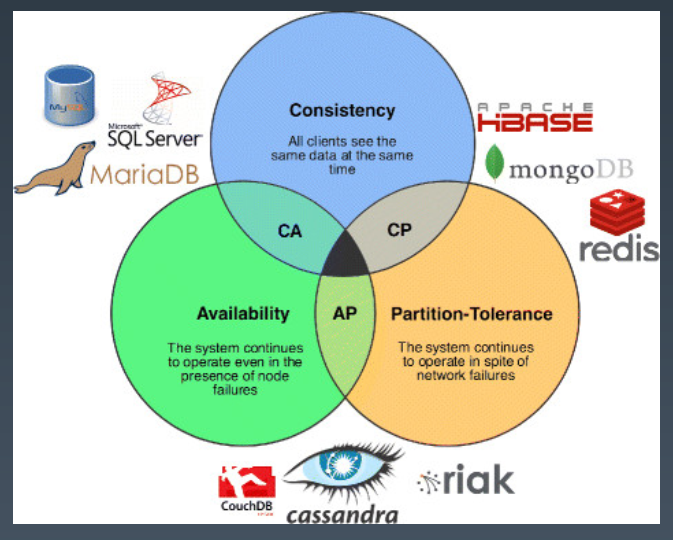 Consistency
All clients see the
same data at the same
time
MySQL
Microsoft
SQL Server
MariaDB
APACHE
HBASE
mongoDB
redis
CA
CP
Availability
The system continues
to operate even in the
presence of node
failures
AP
Partition-Tolerance
The system continues
to operate in spite of
network failures
CouchDB
cassandra
riak